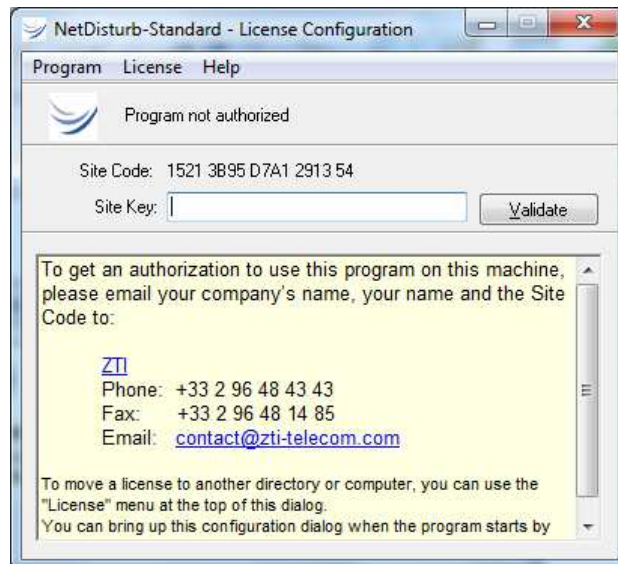 NetDisturb-Standard - License Configuration
Program License Help
Program not authorized
Site Code: 1521 3B95 D7A1 2913 54
Site Key:
Validate
To get an authorization to use this program on this machine,
please email your company's name, your name and the Site
Code to:
ZTI
Phone: +33 2 96 48 43 43
Fax: +33 2 96 48 14 85
Email: contact@zti-telecom.com
To move a license to another directory or computer, you can use the
"License" menu at the top of this dialog.
You can bring up this configuration dialog when the program starts by